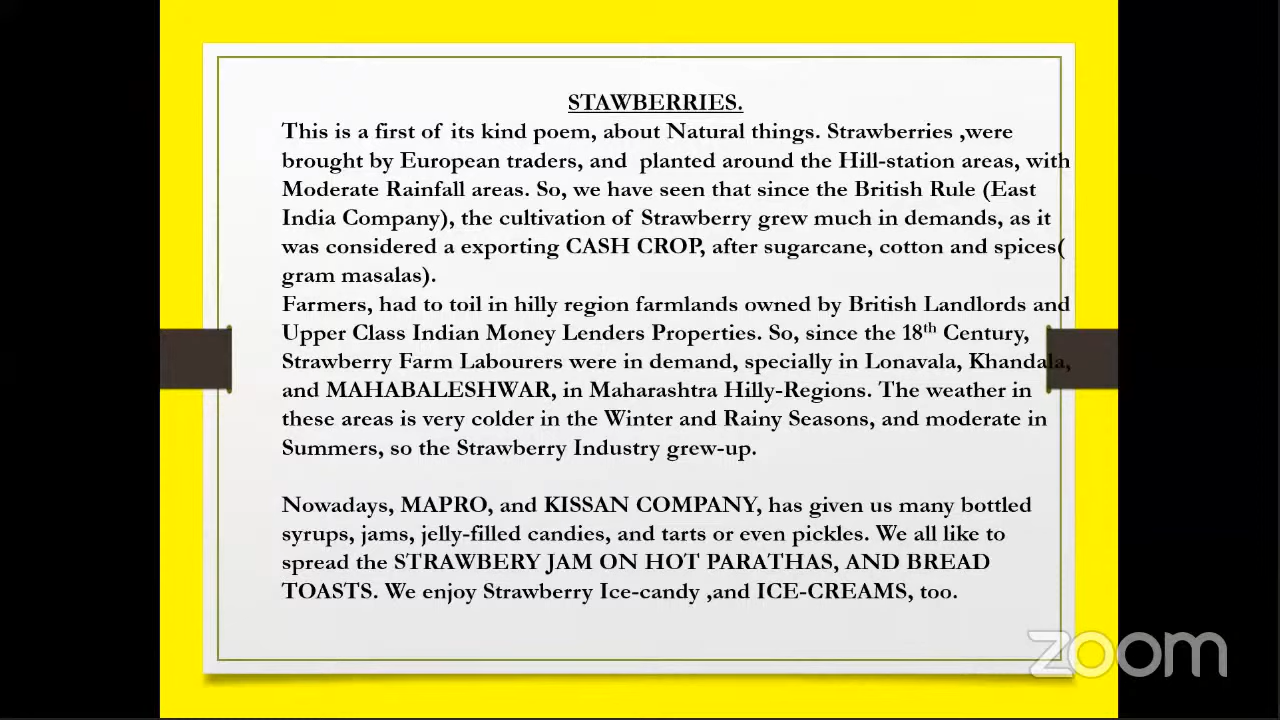 STAWBERRIES.
This is a first of its kind poem, about Natural things. Strawberries ,were
brought by European traders, and planted around the Hill-station areas, with
Moderate Rainfall areas. So, we have seen that since the British Rule (East
India Company), the cultivation of Strawberry grew much in demands, as it
was considered a exporting CASH CROP, after sugarcane, cotton and spices(
gram masalas).
Farmers, had to toil in hilly region farmlands owned by British Landlords and
Upper Class Indian Money Lenders Properties. So, since the 18th Century,
Strawberry Farm Labourers were in demand, specially in Lonavala, Khandala,
and MAHABALESHWAR, in Maharashtra Hilly-Regions. The weather in
these areas is very colder in the Winter and Rainy Seasons, and moderate in
Summers, so the Strawberry Industry grew-up.
Nowadays, MAPRO, and KISSAN COMPANY, has given us many bottled
syrups, jams, jelly-filled candies, and tarts or even pickles. We all like to
spread the STRAWBERY JAM ON HOT PARATHAS, AND BREAD
TOASTS. We enjoy Strawberry Ice-candy ,and ICE-CREAMS, too.
zoom